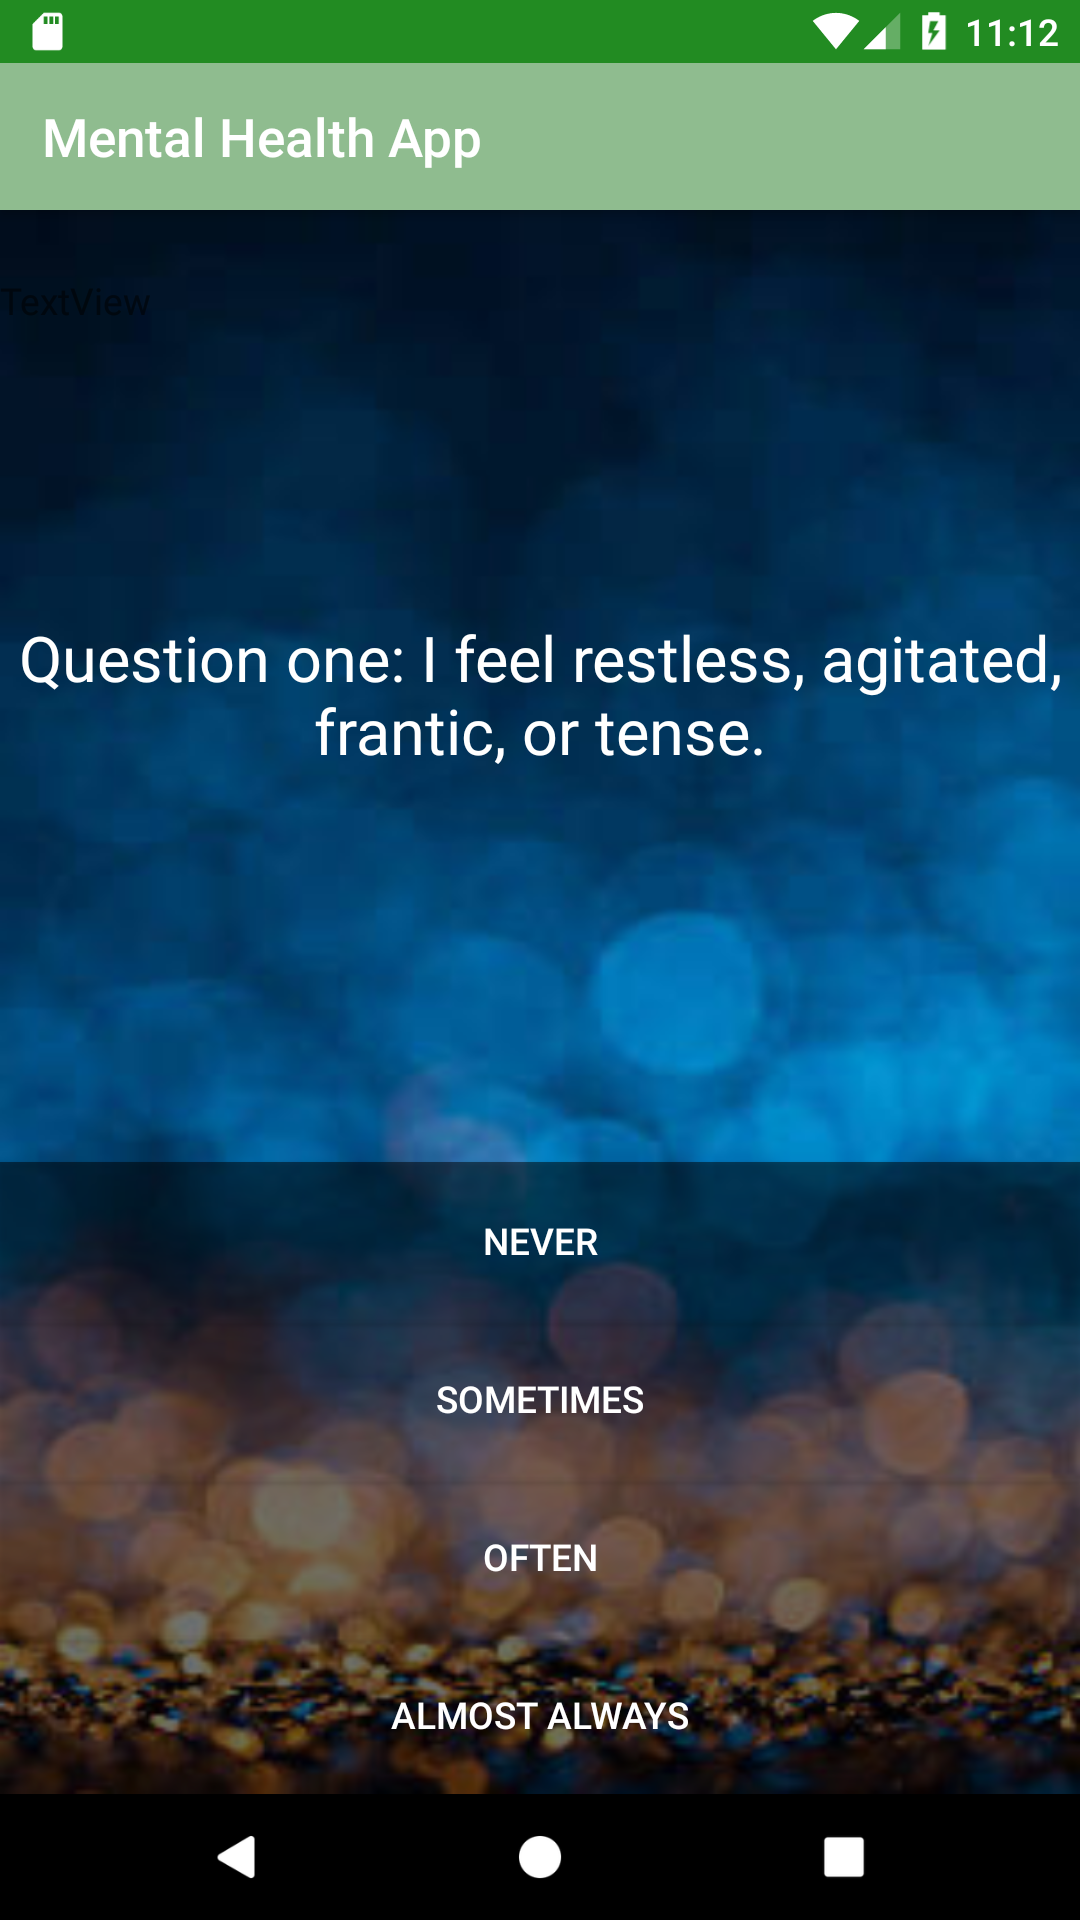 11:12
Mental Health App
TextView
Question one: I feel restless, agitated,
frantic, or tense.
NEVER
SOMETIMES
OFTEN
ALMOST ALWAYS